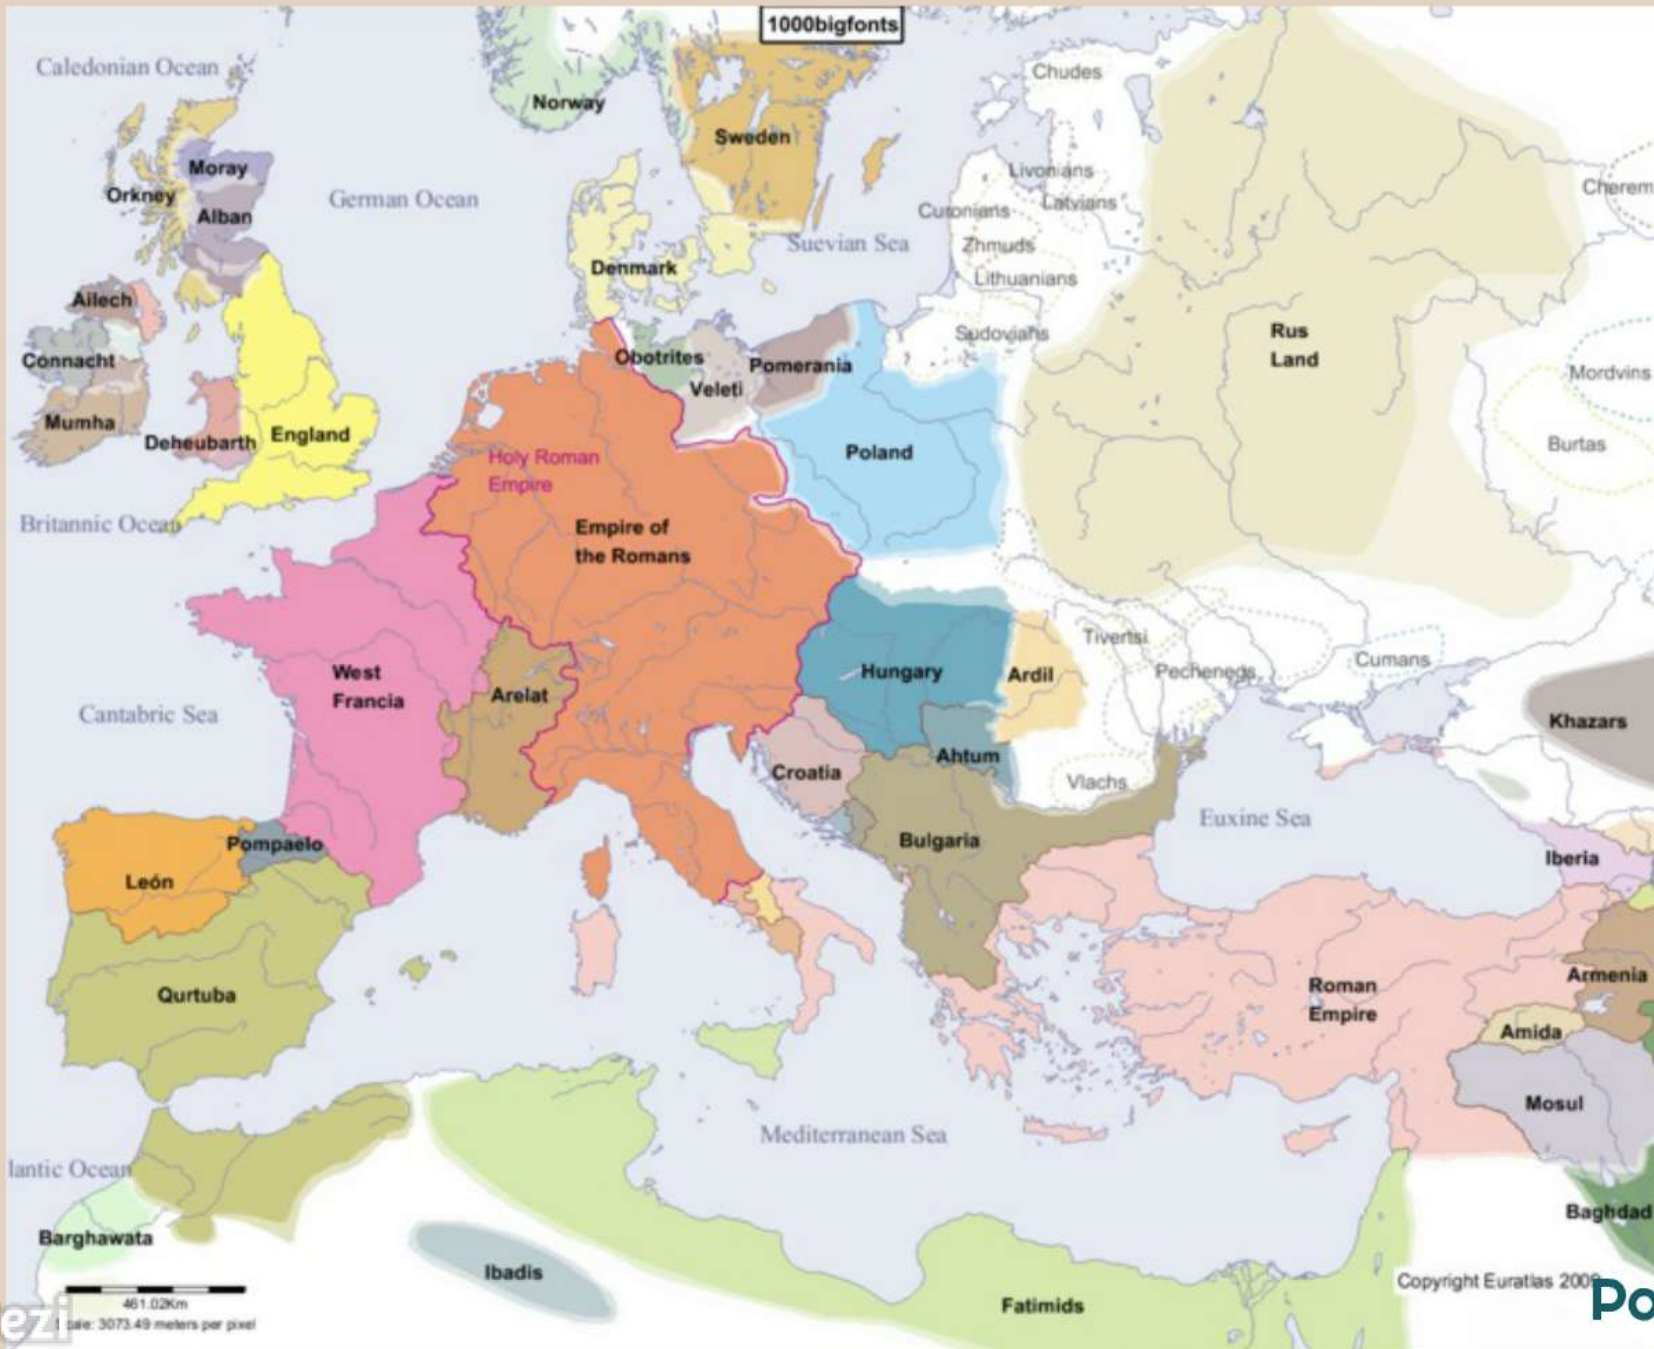 1000bigfonts
Caledonian Ocean
Chudes
Norway
Sweden
Moray
Livonians
Cherem
Orkney
German Ocean
Latvians
Curonians
Alban
Suevian Sea
Zhmuds
Denmark
Lithuanians
Ailech
Sudovians
Rus
Land
Connacht
Obotrites
Pomerania
Mordvins
Veleti
Mumha
Deheubarth
England
Burtas
Poland
Holy Roman
Empire
Britannic Ocean
Empire of
the Romans
Tivertsi
Cumans
West
Francia
Hungary
Ardil
Pechenegs
Arelat
Cantabric Sea
Khazars
Ahtum
Croatia
Vlachs
Euxine Sea
Pompaelo
Bulgaria
Iberia
León
Armenia
Qurtuba
Roman
Empire
Amida
Mosul
Mediterranean Sea
lantic Ocean
Baghdad
Barghawata
Ibadis
Copyright Euratlas 2009
Po
461.02Km
Fatimids
ezi
Scale: 3073.49 meters per pixel